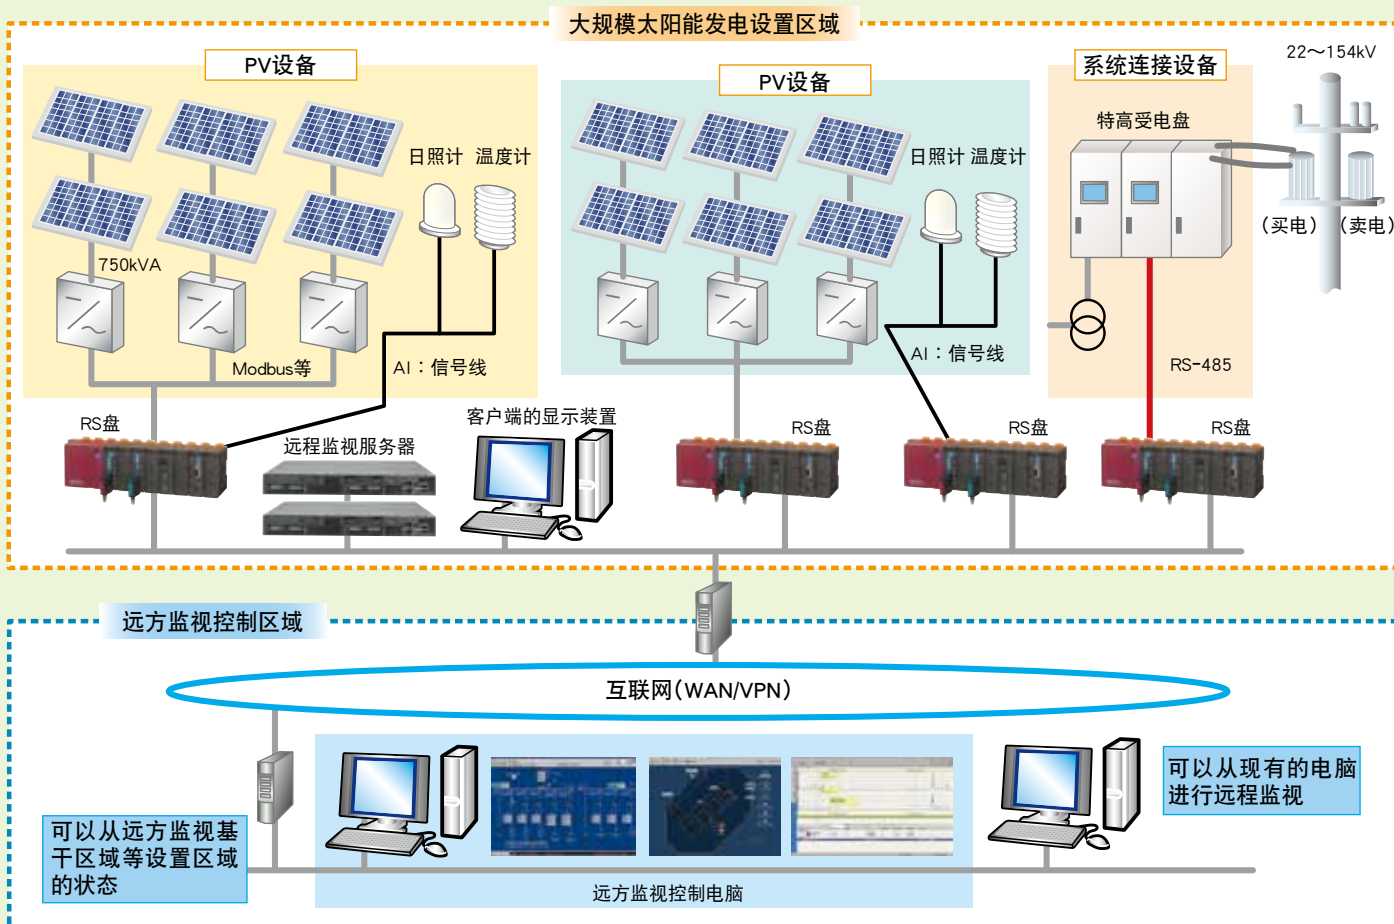 大规模太阳能发电设置区域
PV设备
日照计 温度计
750kVA
Modbus等
AI：信号线
PV设备
日照计 温度计
AI：信号线
系统连接设备
特高受电盘
RS-485
22～154kV
(买电)
(卖电)
RS盘
远程监视服务器
客户端的显示装置
RS盘
RS盘
RS盘
远方监视控制区域
互联网(WAN/VPN)
可以从远方监视基
干区域等设置区域
的状态
远方监视控制电脑
可以从现有的电脑
进行远程监视